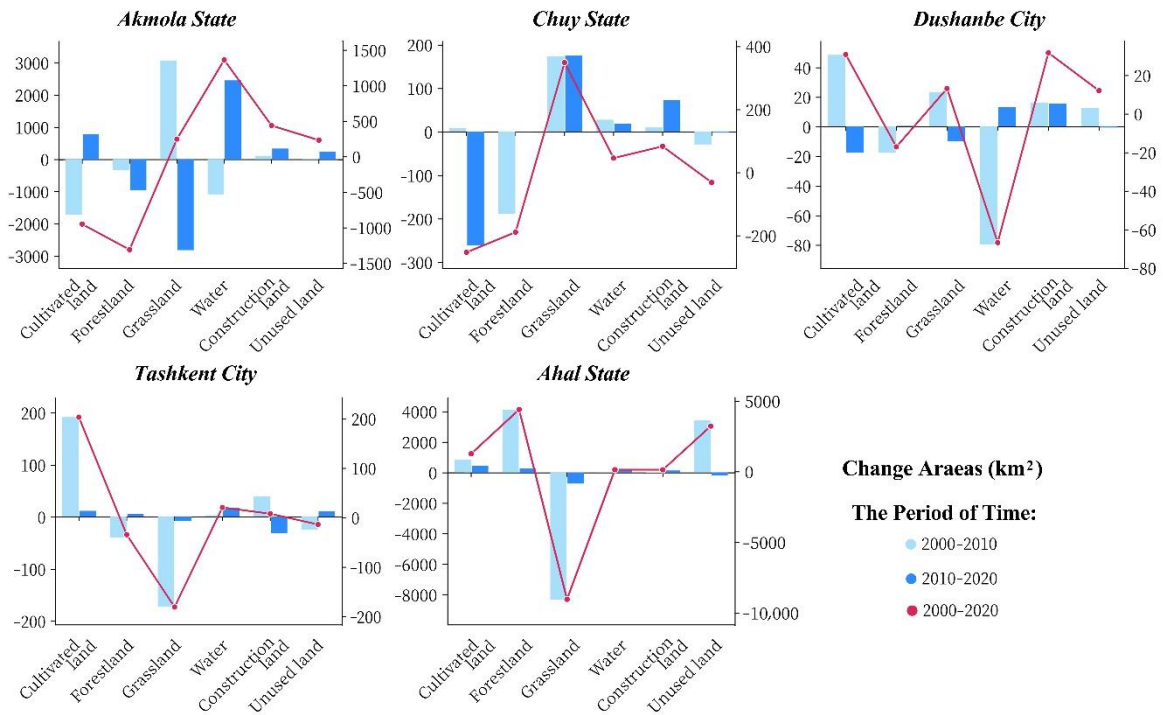 Akmola State
3000
2000
1000
0
-1000
-2000
-3000
1500
1000
500
0
-500
-1000
-1500
Cultivated
land
Forestland
Grassland
Water
Construction
land
Unused land
Chuy State
200
100
0
-100
-200
-300
400
200
0
-200
Cultivated
land
Forestland
Grassland
Water
Construction
land
Unused land
Dushanbe City
40
20
0
-20
-40
-60
-80
20
0
-20
-40
-60
-80
Cultivated
land
Forestland
Grassland
Water
Construction
land
Unused land
Tashkent City
200
100
0
-100
-200
200
100
0
-100
-200
Cultivated
land
Forestland
Grassland
Water
Construction
land
Unused land
Ahal State
4000
2000
0
-2000
-4000
-6000
-8000
5000
0
-5000
-10,000
Cultivated
land
Forestland
Grassland
Water
Construction
land
Unused land
Change Araeas (km²)
The Period of Time:
2000-2010
2010-2020
2000-2020